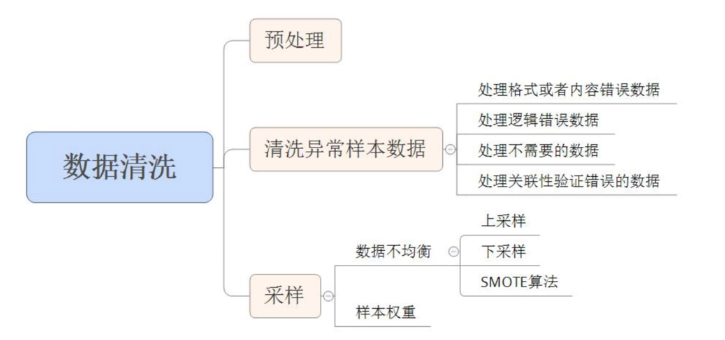 数据清洗
预处理
清洗异常样本数据
处理格式或者内容错误数据
处理逻辑错误数据
处理不需要的数据
处理关联性验证错误的数据
采样
数据不均衡
上采样
下采样
SMOTE算法
样本权重